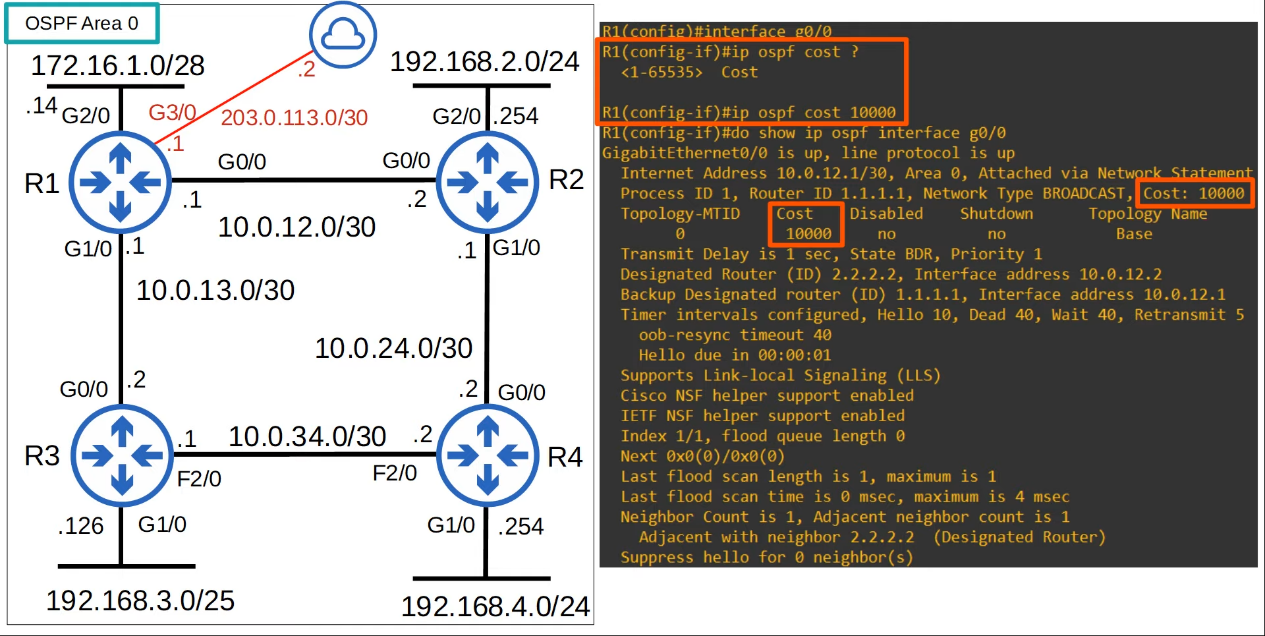 OSPF Area 0
172.16.1.0/28
192.168.2.0/24
.2
.14
G2/0
G3/0
203.0.113.0/30
G2/0
.254
.1
G0/0
G0/0
R1
R2
.1
.2
10.0.12.0/30
G1/0
.1
.1
G1/0
10.0.13.0/30
10.0.24.0/30
G0/0
.2
.2
G0/0
R3
.1
10.0.34.0/30
.2
R4
F2/0
F2/0
.126
G1/0
G1/0
.254
192.168.3.0/25
192.168.4.0/24
R1(config)#interface g0/0
R1(config-if)#ip ospf cost ?
<1-65535> Cost
R1(config-if)#ip ospf cost 10000
R1(config-if)#do show ip ospf interface g0/0
GigabitEthernet0/0 is up, line protocol is up
Internet Address 10.0.12.1/30, Area 0, Attached via Network Statement
Process ID 1, Router ID 1.1.1.1, Network Type BROADCAST, Cost: 10000
Topology-MTID Cost Disabled Shutdown Topology Name
0 10000 no no Base
Transmit Delay is 1 sec, State BDR, Priority 1
Designated Router (ID) 2.2.2.2, Interface address 10.0.12.2
Backup Designated router (ID) 1.1.1.1, Interface address 10.0.12.1
Timer intervals configured, Hello 10, Dead 40, Wait 40, Retransmit 5
oob-resync timeout 40
Hello due in 00:00:01
Supports Link-local Signaling (LLS)
Cisco NSF helper support enabled
IETF NSF helper support enabled
Index 1/1, flood queue length 0
Next 0x0(0)/0x0(0)
Last flood scan length is 1, maximum is 1
Last flood scan time is 0 msec, maximum is 4 msec
Neighbor Count is 1, Adjacent neighbor count is 1
Adjacent with neighbor 2.2.2.2 (Designated Router)
Suppress hello for 0 neighbor(s)